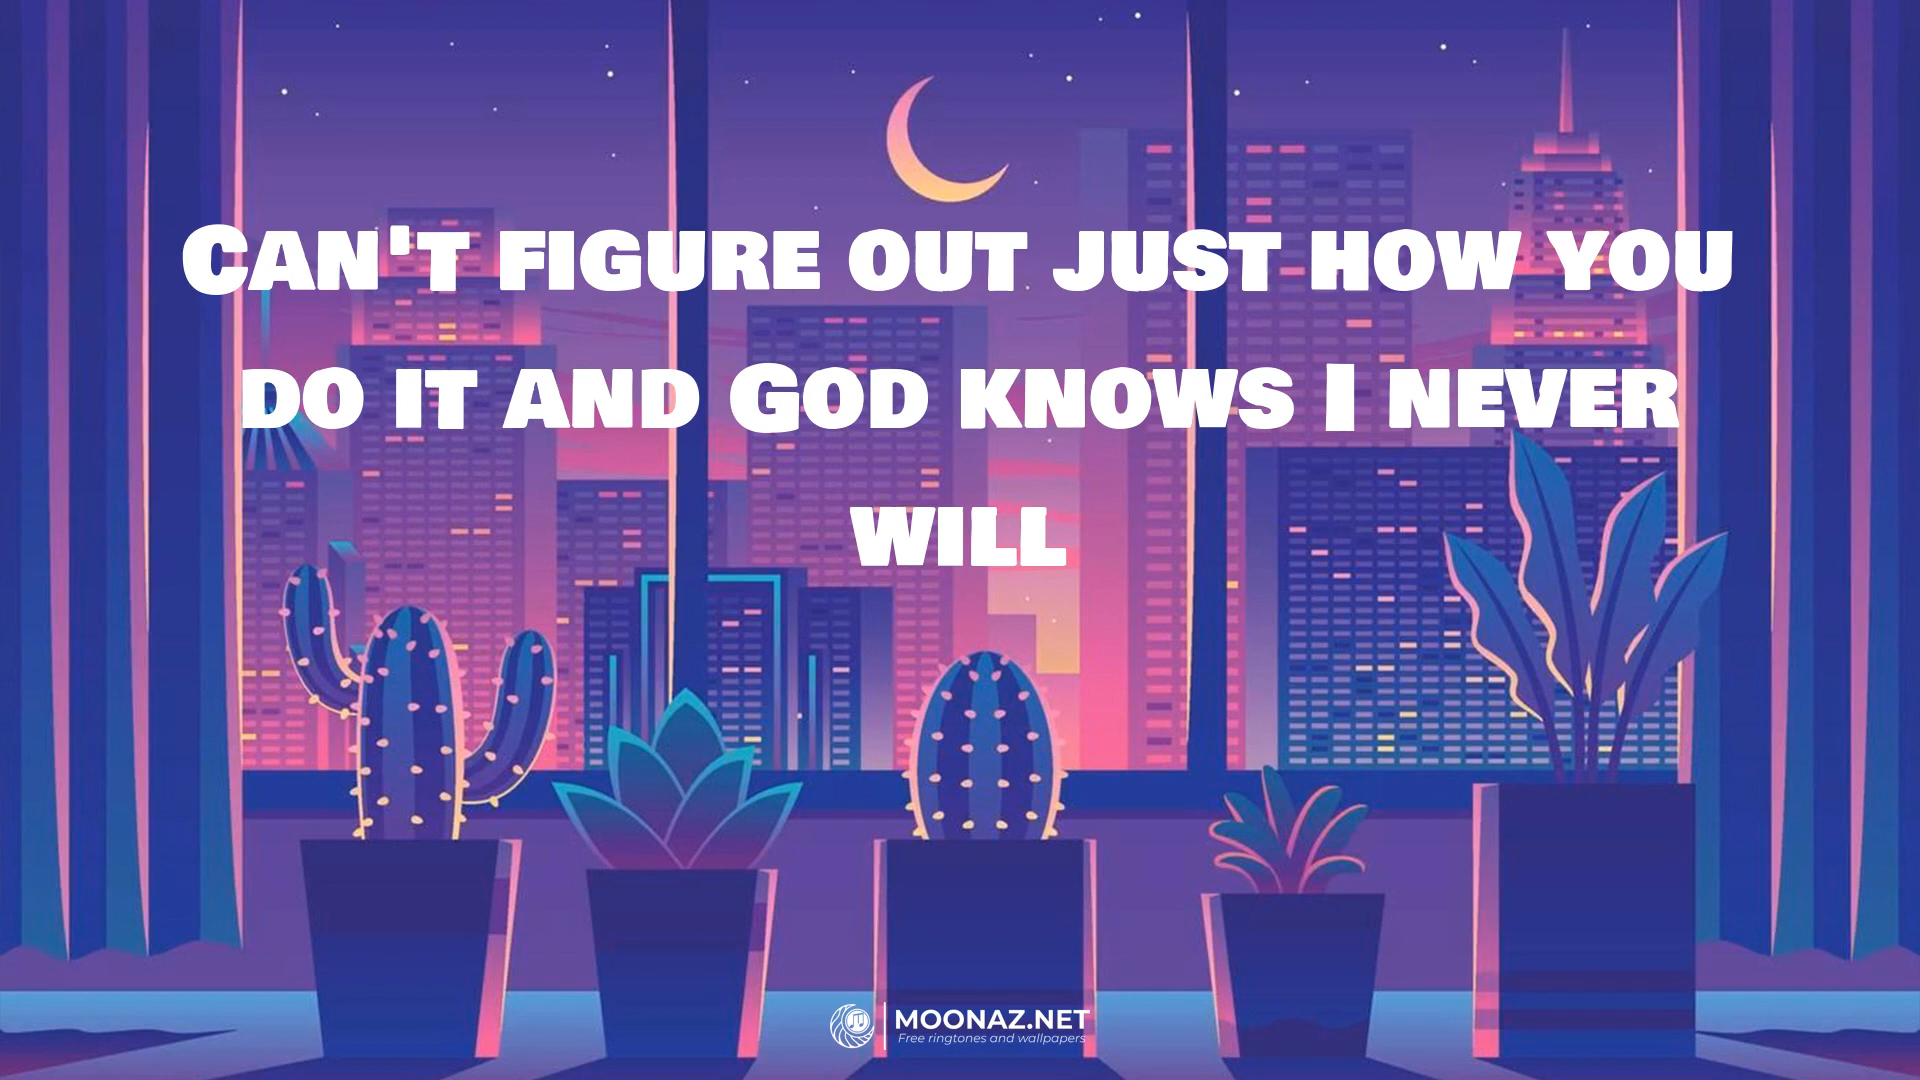 Can't figure out just how you
do it and God knows I never
will
MOONAZ.NET
Free ringtones and wallpapers